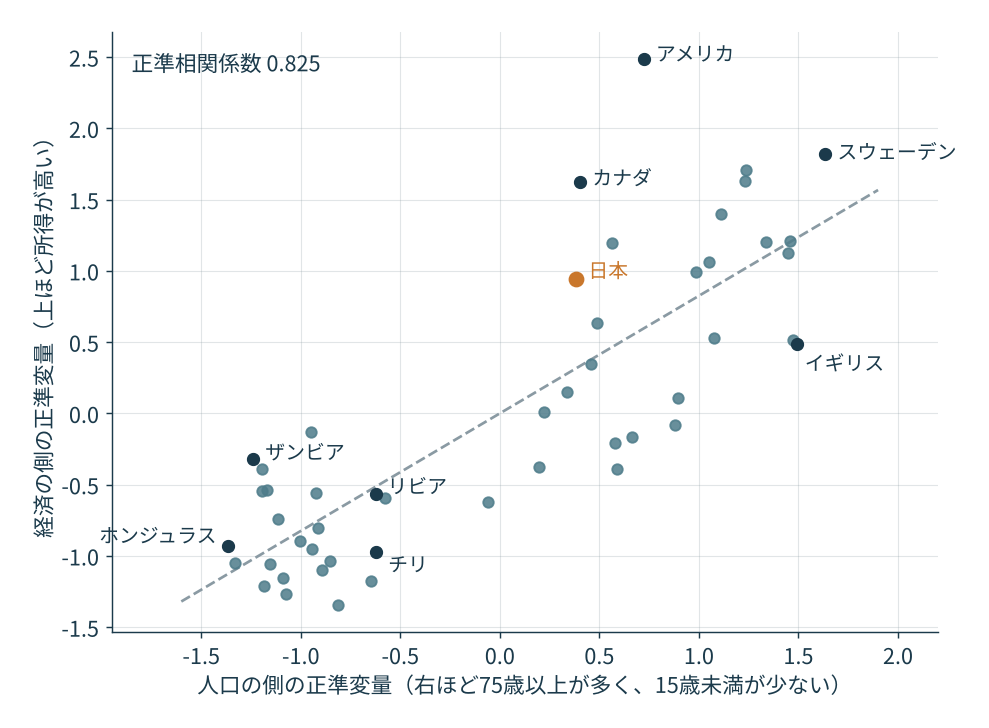 正準相関係数 0.825
アメリカ
スウェーデン
カナダ
日本
イギリス
ザンビア
リビア
ホンジュラス
チリ
経済の側の正準変量（上ほど所得が高い）
2.5
2.0
1.5
1.0
0.5
0.0
-0.5
-1.0
-1.5
-1.5 -1.0 -0.5 0.0 0.5 1.0 1.5 2.0
人口の側の正準変量（右ほど75歳以上が多く、15歳未満が少ない）